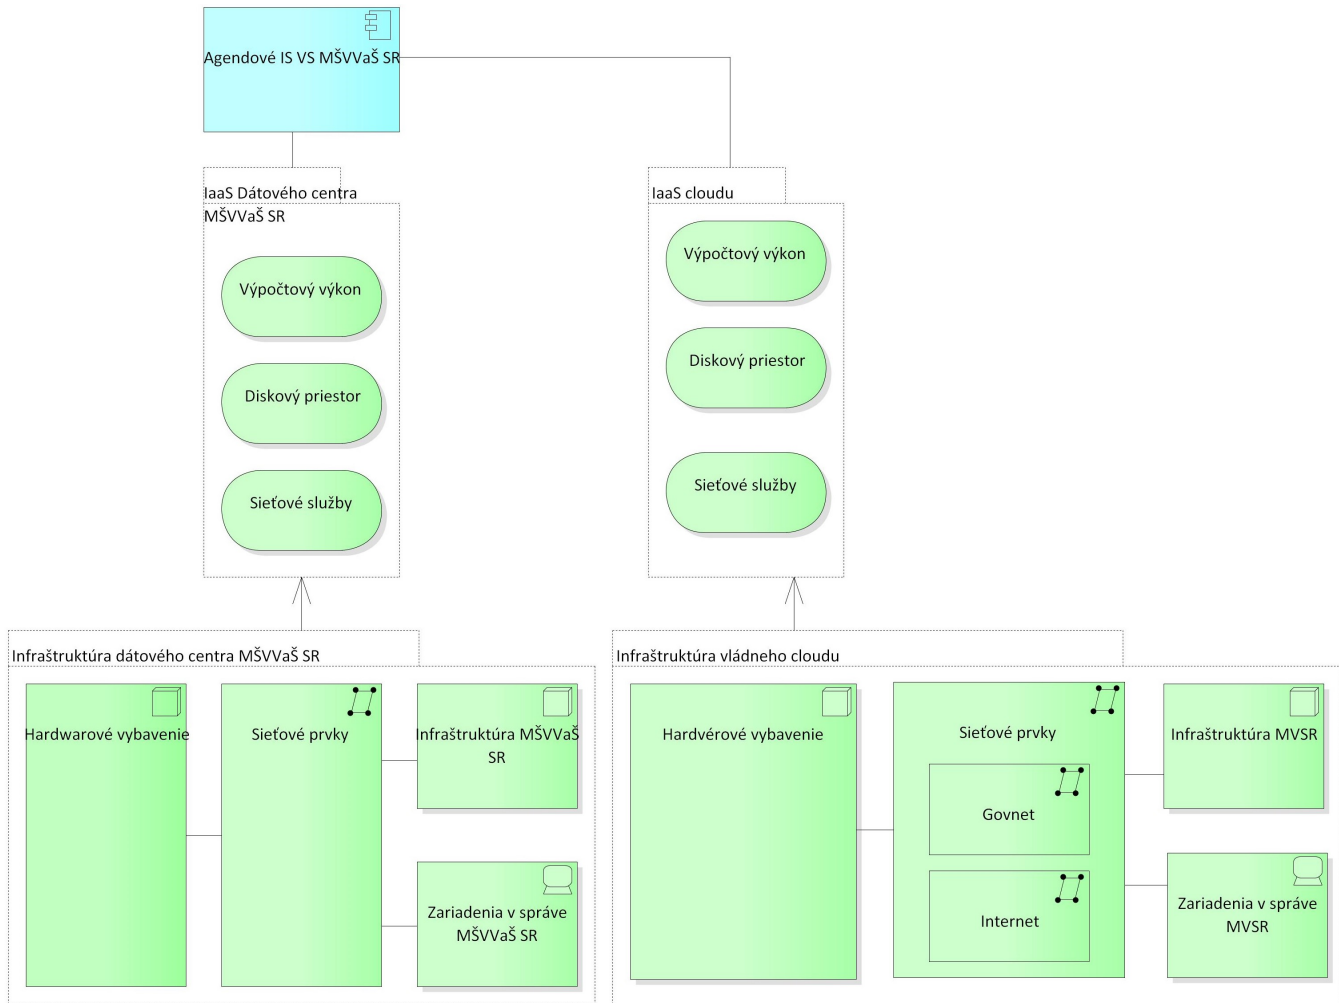 Agendové IS VS MŠVVaŠ SR
IaaS Dátového centra
MŠVVaŠ SR
Výpočtový výkon
Diskový priestor
Sieťové služby
IaaS cloudu
Výpočtový výkon
Diskový priestor
Sieťové služby
Infraštruktúra dátového centra MŠVVaŠ SR
Hardwarové vybavenie
Sieťové prvky
Infraštruktúra MŠVVaŠ
SR
Zariadenia v správe
MŠVVaŠ SR
Infraštruktúra vládneho cloudu
Hardvérové vybavenie
Sieťové prvky
Govnet
Internet
Infraštruktúra MVSR
Zariadenia v správe
MVSR